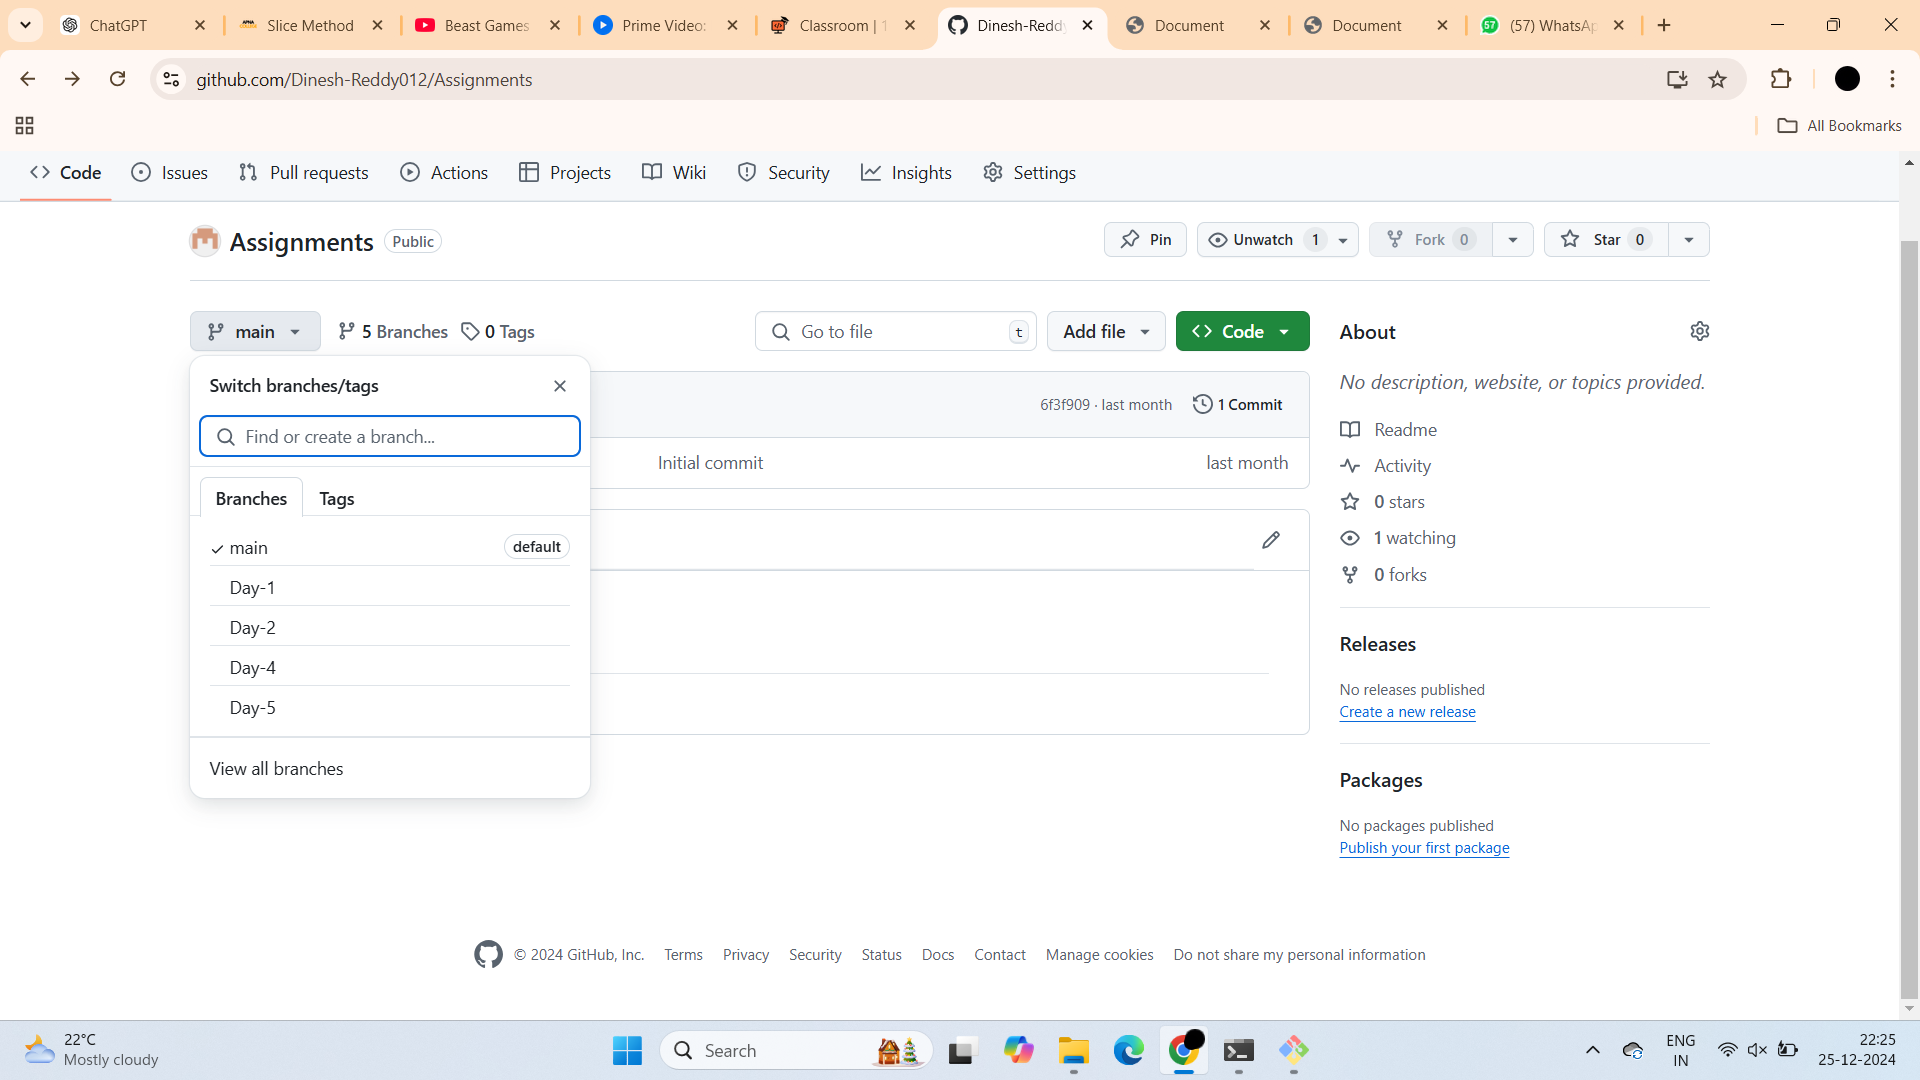 ChatGPT
Slice Method
Beast Games
Prime Video:
Classroom | 1
Dinesh-Reddy
Document
Document
(57) WhatsAp
github.com/Dinesh-Reddy012/Assignments
All Bookmarks
Code
Issues
Pull requests
Actions
Projects
Wiki
Security
Insights
Settings
Assignments
Public
Pin
Unwatch 1
Fork 0
Star 0
main
5 Branches
0 Tags
Go to file
t
Add file
Code
About
Switch branches/tags
No description, website, or topics provided.
6f3f909 · last month
1 Commit
Find or create a branch...
Readme
Initial commit
last month
Activity
Branches
Tags
0 stars
main
default
1 watching
Day-1
0 forks
Day-2
Day-4
Day-5
Releases
No releases published
Create a new release
View all branches
Packages
No packages published
Publish your first package
© 2024 GitHub, Inc.
Terms
Privacy
Security
Status
Docs
Contact
Manage cookies
Do not share my personal information
22°C
Mostly cloudy
Search
ENG
IN
22:25
25-12-2024